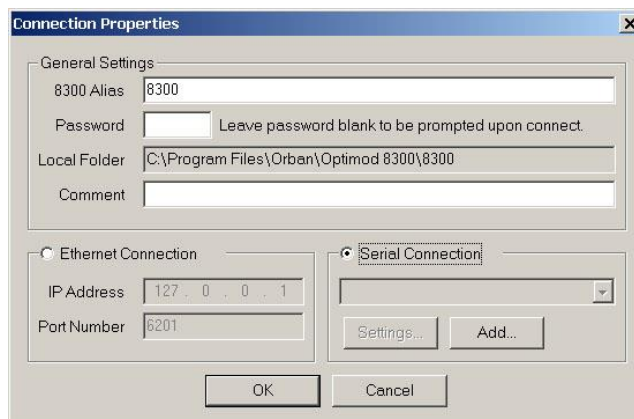 Connection Properties
General Settings
8300 Alias 8300
Password Leave password blank to be prompted upon connect.
Local Folder C:\Program Files\Orban\Optimod 8300\8300
Comment
Ethernet Connection
IP Address 127 . 0 . 0 . 1
Port Number 6201
Serial Connection
Settings... Add...
OK Cancel